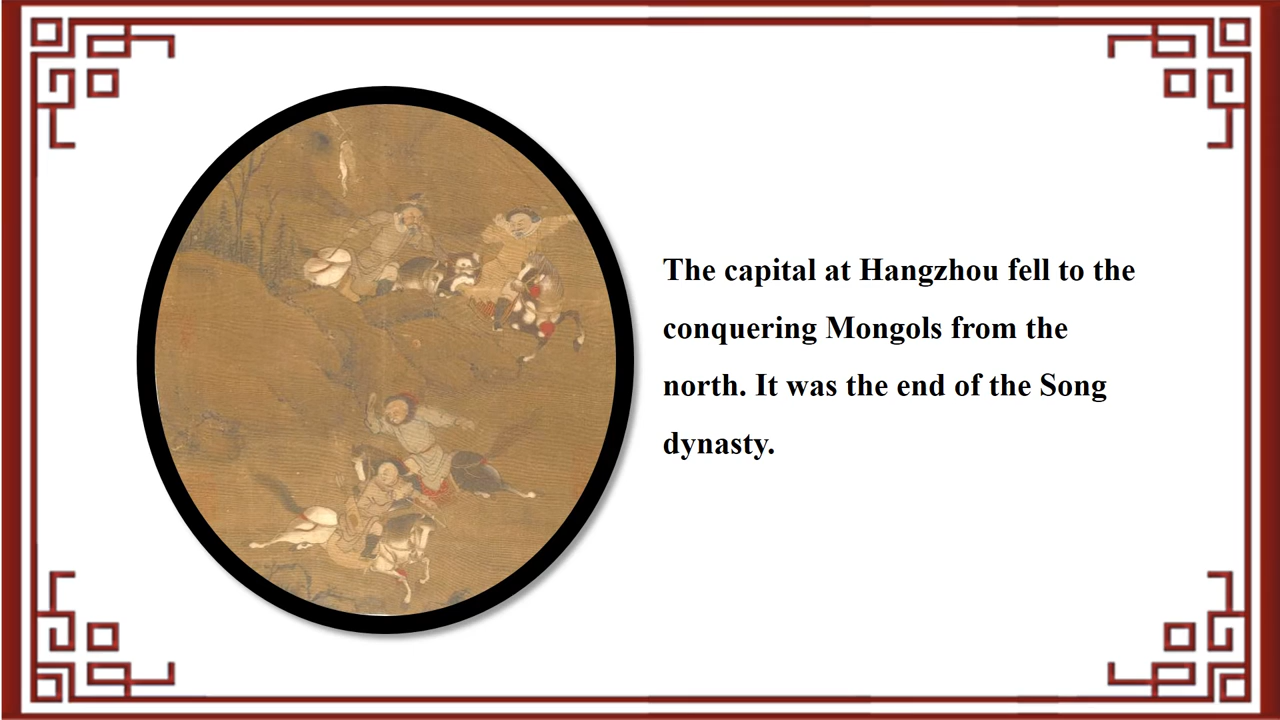 The capital at Hangzhou fell to the
conquering Mongols from the
north. It was the end of the Song
dynasty.